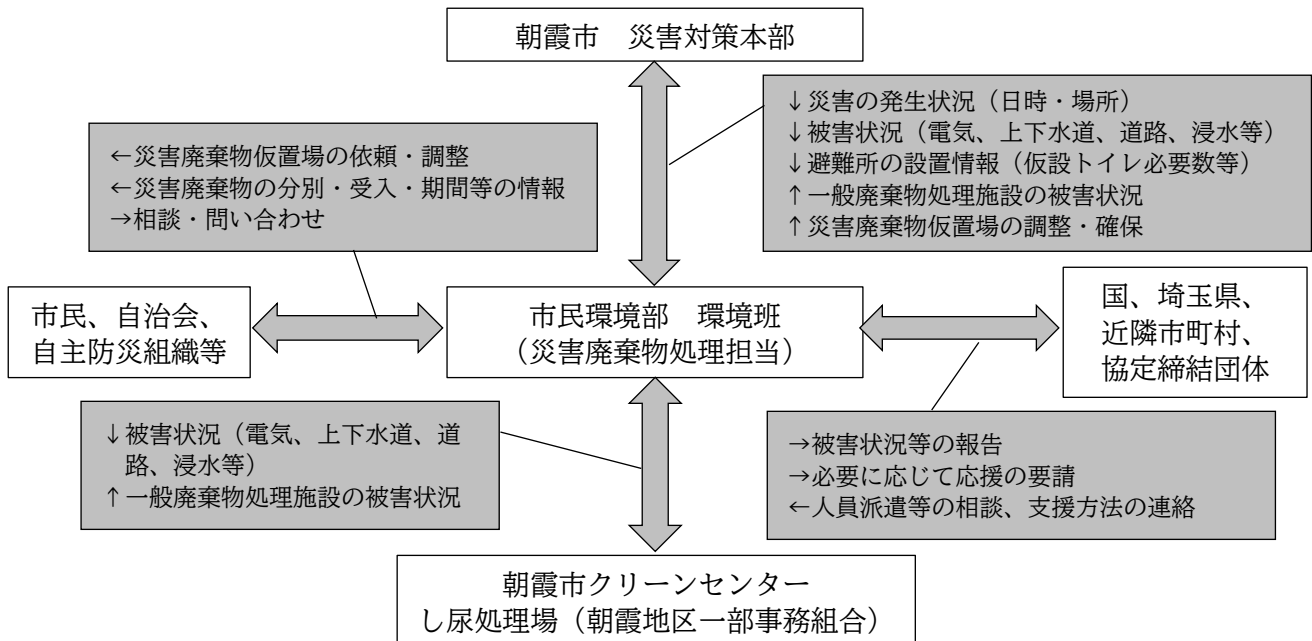 朝霞市　災害対策本部
↓災害の発生状況（日時・場所）
↓被害状況（電気、上下水道、道路、浸水等）
↓避難所の設置情報（仮設トイレ必要数等）
↑一般廃棄物処理施設の被害状況
↑災害廃棄物仮置場の調整・確保
←災害廃棄物仮置場の依頼・調整
←災害廃棄物の分別・受入・期間等の情報
→相談・問い合わせ
市民、自治会、
自主防災組織等
市民環境部　環境班
（災害廃棄物処理担当）
国、埼玉県、
近隣市町村、
協定締結団体
↓被害状況（電気、上下水道、道
路、浸水等）
↑一般廃棄物処理施設の被害状況
→被害状況等の報告
→必要に応じて応援の要請
←人員派遣等の相談、支援方法の連絡
朝霞市クリーンセンター
し尿処理場（朝霞地区一部事務組合）